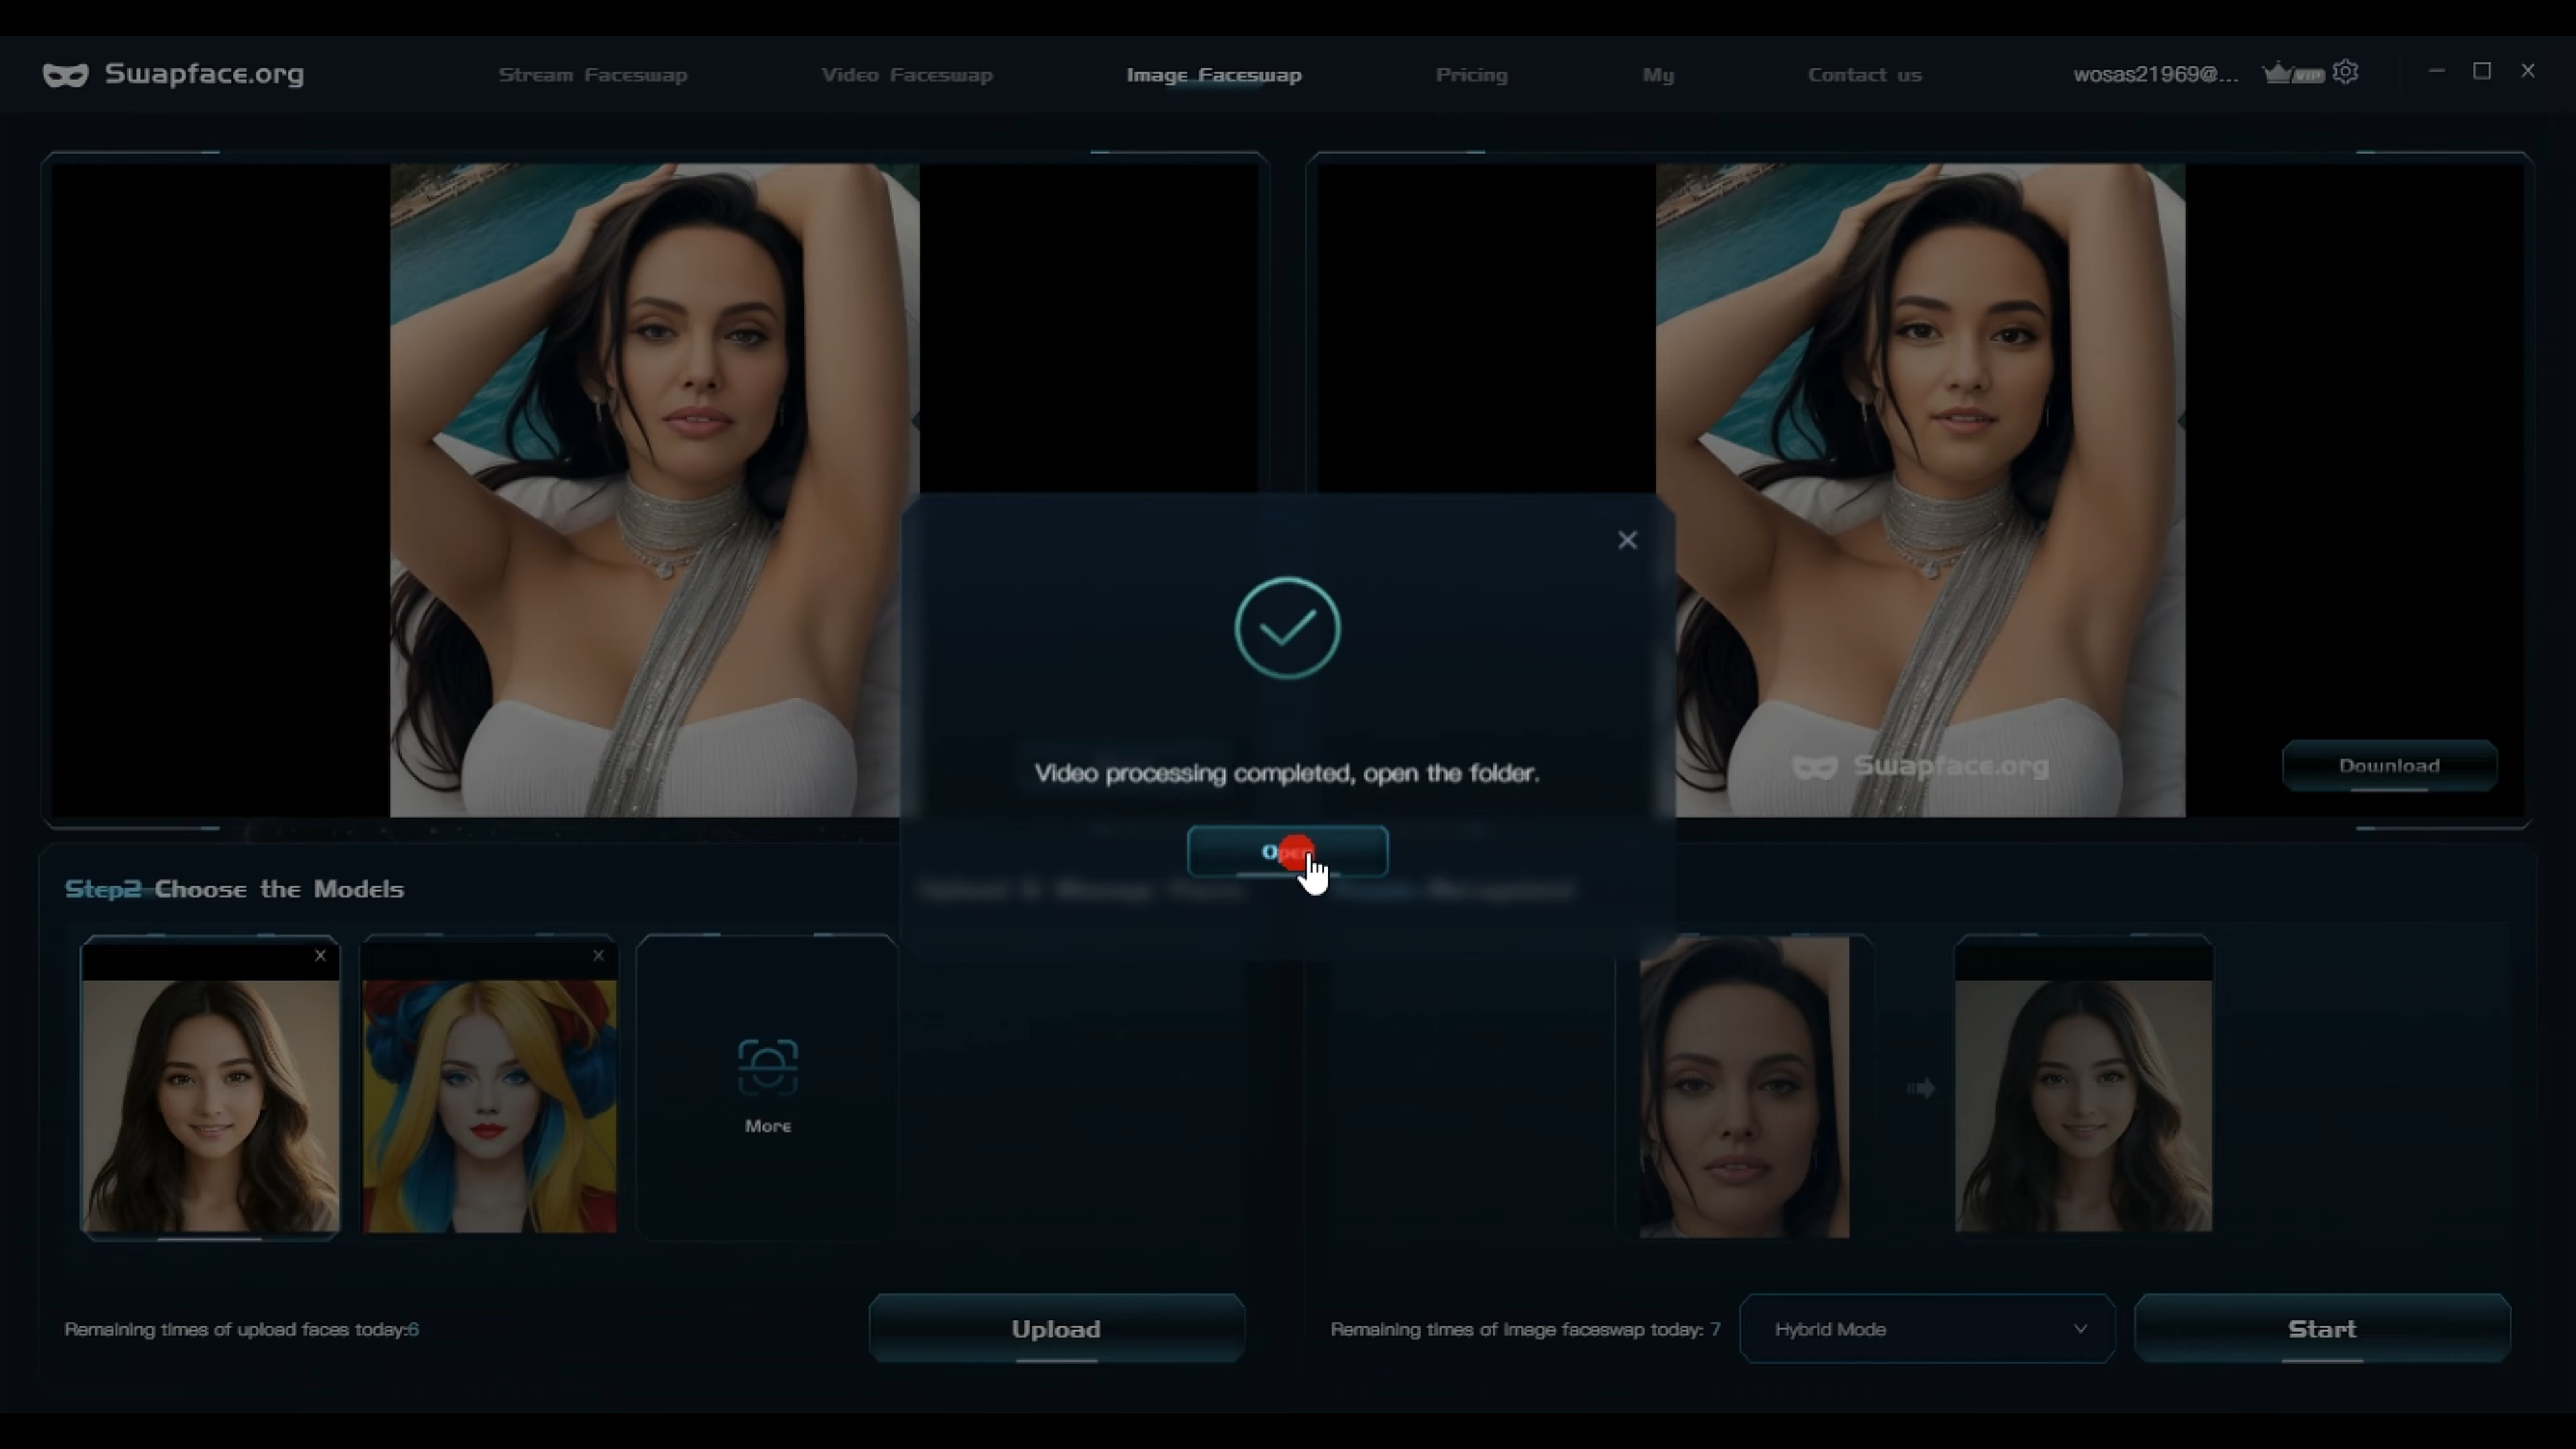 Swapface.org
Stream Faceswap
Video Faceswap
Image Faceswap
Pricing
My
Contact us
wosas21969@...
VIP
Video processing completed, open the folder.
Open
Swapface.org
Download
Step2 Choose the Models
More
Remaining times of upload faces today:6
Upload
Remaining times of image faceswap today: 7
Hybrid Mode
Start